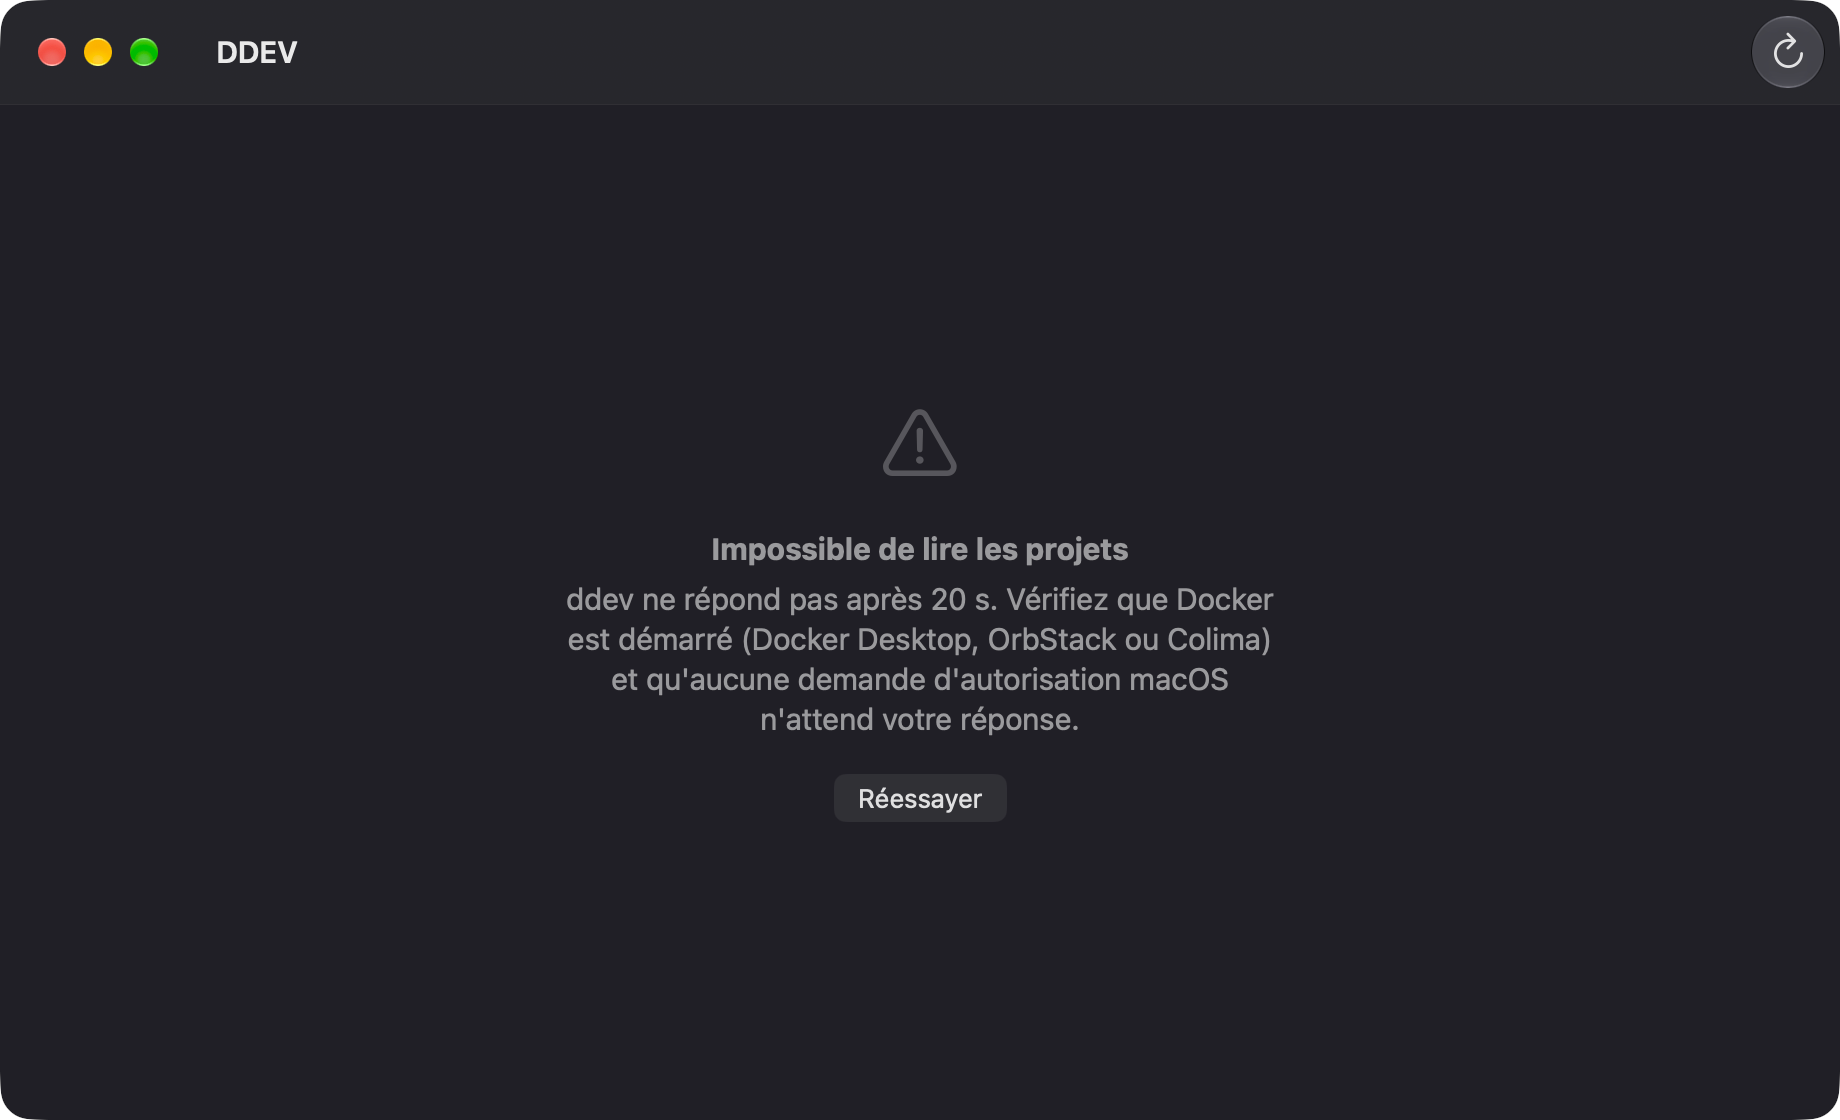 DDEV
Impossible de lire les projets
ddev ne répond pas après 20 s. Vérifiez que Docker
est démarré (Docker Desktop, OrbStack ou Colima)
et qu'aucune demande d'autorisation macOS
n'attend votre réponse.
Réessayer